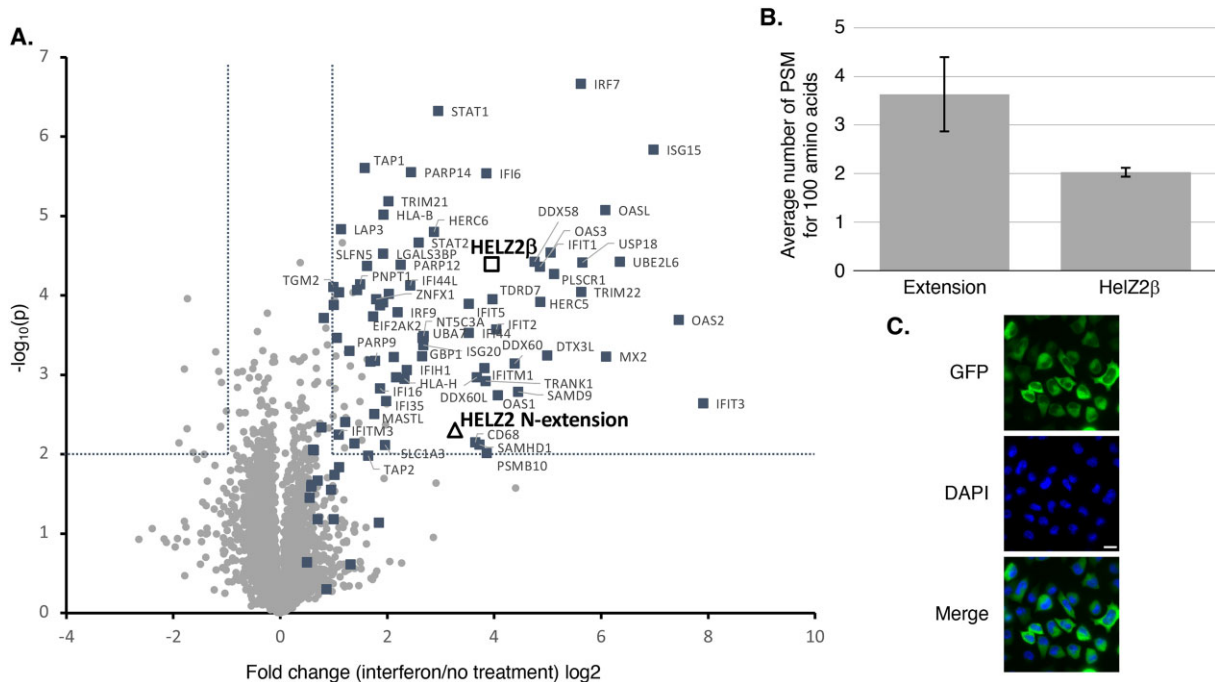 A.
-log10(p)
7
6
5
4
3
2
1
0
-4
-2
0
2
4
6
8
10
Fold change (interferon/no treatment) log2
IRF7
STAT1
ISG15
TAP1
PARP14
IFI6
TRIM21
OASL
HLA-B
DDX58
LAP3
HERC6
OAS3
STAT2
HELZ2β
IFIT1
USP18
SLFN5
LGALS3BP
UBE2L6
PARP12
PLSCR1
TGM2
PNPT1
IFI44L
TRIM22
ZNFX1
TDRD7
HERC5
IRF9
IFIT5
OAS2
EIF2AK2
NT5C3A
IFIT2
UBA7
IFI44
PARP9
ISG20
DDX60
DTX3L
GBP1
MX2
IFIH1
IFITM1
HLA-H
TRANK1
IFI16
DDX60L
SAMD9
IFI35
OAS1
IFIT3
MASTL
HELZ2 N-extension
IFITM3
CD68
SLC1A3
SAMHD1
TAP2
PSMB10
B.
Average number of PSM
for 100 amino acids
5
4
3
2
1
0
Extension
HelZ2β
C.
GFP
DAPI
Merge